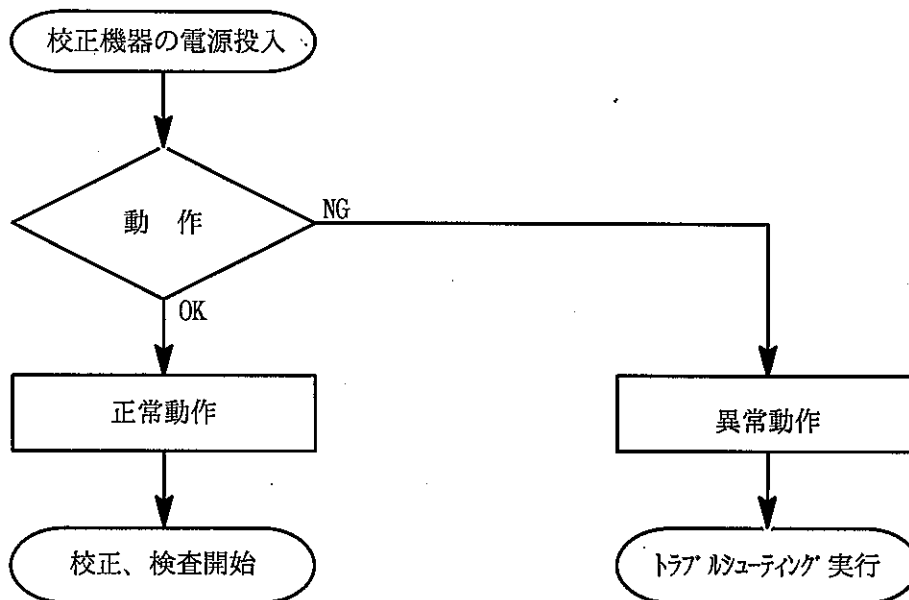 校正機器の電源投入
動 作
NG
OK
正常動作
異常動作
校正、検査開始
ﾄﾗﾌﾞﾙｼｭｰﾃｨﾝｸﾞ実行